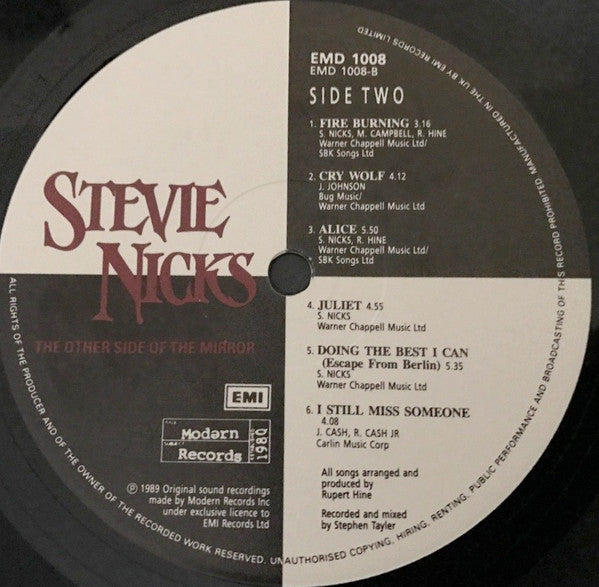 EMD 1008
EMD 1008-B
SIDE TWO
1. FIRE BURNING 3.16
S. NICKS, M. CAMPBELL, R. HINE
Warner Chappell Music Ltd/
SBK Songs Ltd
2. CRY WOLF 4.12
J. JOHNSON
Bug Music/
Warner Chappell Music Ltd
3. ALICE 5.50
S. NICKS, R. HINE
Warner Chappell Music Ltd/
SBK Songs Ltd
STEVIE
NICKS
THE OTHER SIDE OF THE MIRROR
4. JULIET 4.55
S. NICKS
Warner Chappell Music Ltd
5. DOING THE BEST I CAN
(Escape From Berlin) 5.35
S. NICKS
Warner Chappell Music Ltd
6. I STILL MISS SOMEONE
4.08
J. CASH, R. CASH JR
Carlin Music Corp
All songs arranged and
produced by
Rupert Hine
Recorded and mixed
by Stephen Tayler
EMI
Modern
Records
1980
℗ 1989 Original sound recordings
made by Modern Records Inc
under exclusive licence to
EMI Records Ltd
ALL RIGHTS OF THE PRODUCER AND OF THE OWNER OF THE RECORDED WORK RESERVED. UNAUTHORISED COPYING, HIRING, RENTING, PUBLIC PERFORMANCE AND BROADCASTING OF THIS RECORD PROHIBITED. MANUFACTURED IN THE UK BY EMI RECORDS LIMITED